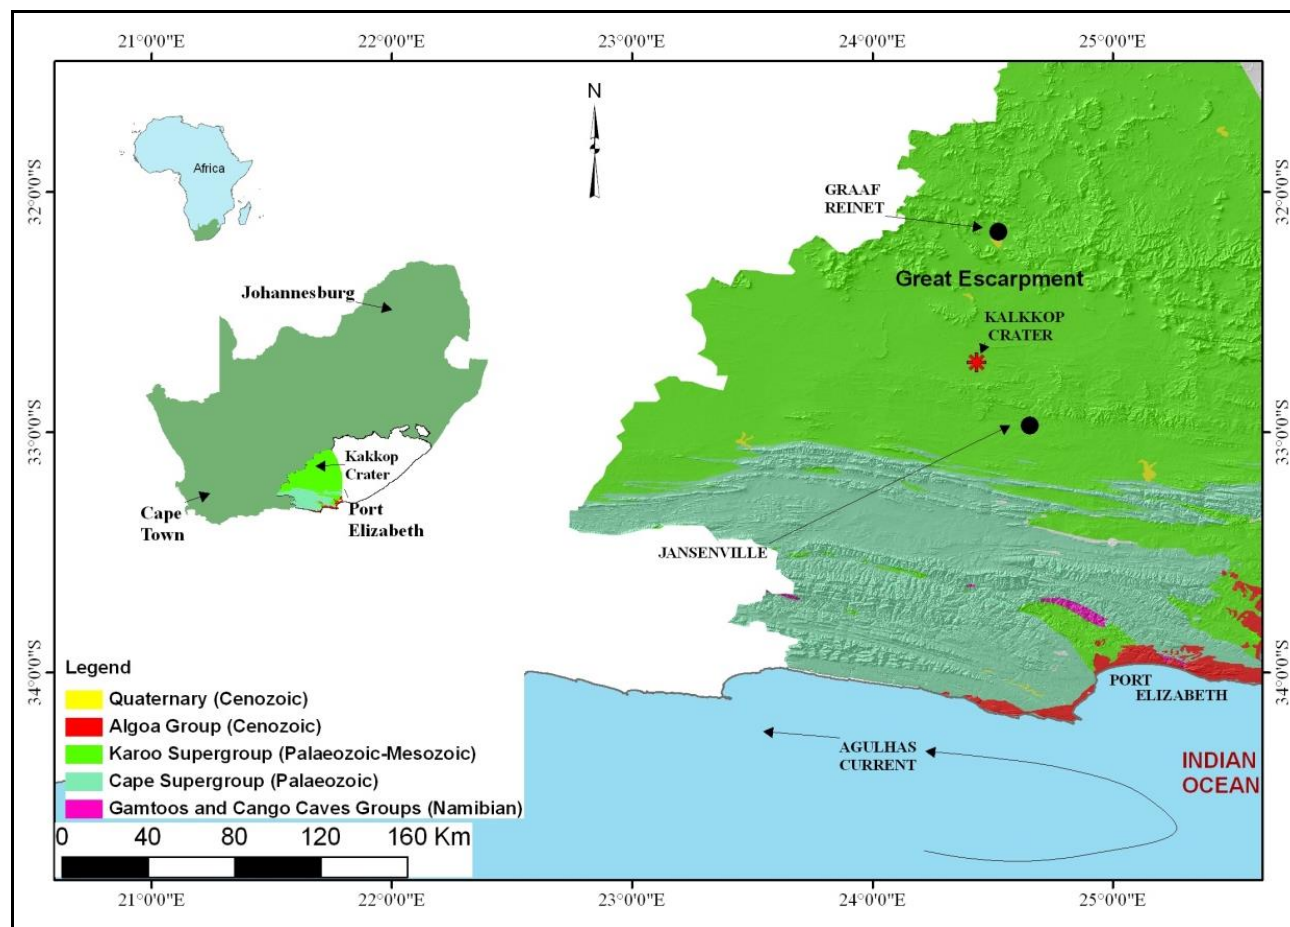 21°0'0"E 22°0'0"E 23°0'0"E 24°0'0"E 25°0'0"E
32°0'0"S
33°0'0"S
34°0'0"S
N
Africa
Johannesburg
Kakkop
Crater
Cape
Town
Port
Elizabeth
GRAAF
REINET
Great Escarpment
KALKKOP
CRATER
JANSENVILLE
PORT
ELIZABETH
AGULHAS
CURRENT
INDIAN
OCEAN
Legend
Quaternary (Cenozoic)
Algoa Group (Cenozoic)
Karoo Supergroup (Palaeozoic-Mesozoic)
Cape Supergroup (Palaeozoic)
Gamtoos and Cango Caves Groups (Namibian)
0 40 80 120 160 Km
32°0'0"S
33°0'0"S
34°0'0"S
21°0'0"E 22°0'0"E 23°0'0"E 24°0'0"E 25°0'0"E